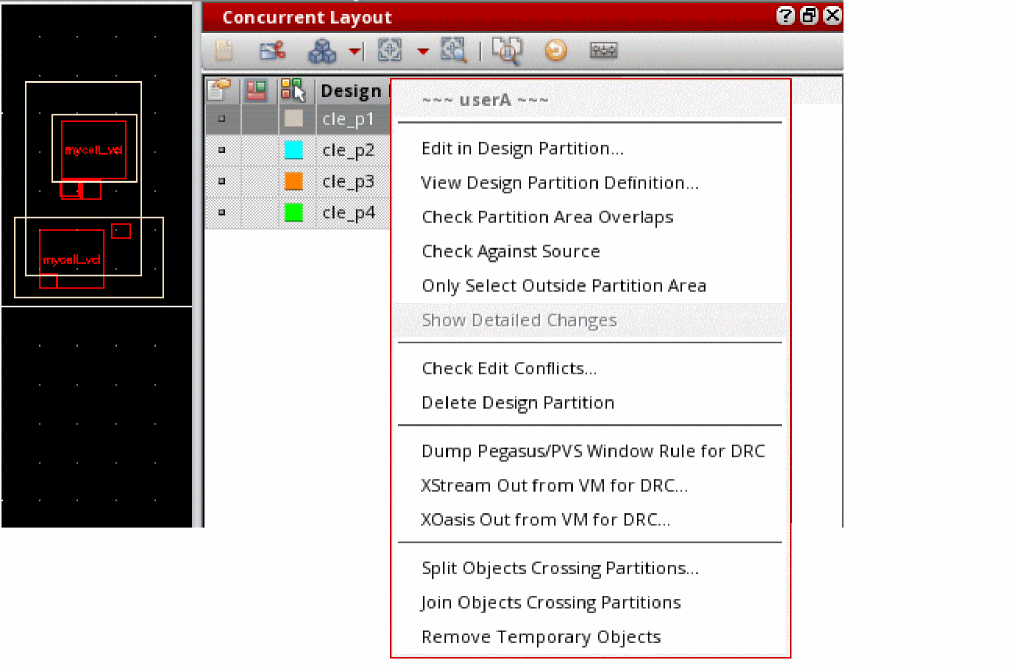 Concurrent Layout
Design
~~~ userA ~~~
cle_p1
cle_p2
cle_p3
cle_p4
Edit in Design Partition...
View Design Partition Definition...
Check Partition Area Overlaps
Check Against Source
Only Select Outside Partition Area
Show Detailed Changes
Check Edit Conflicts...
Delete Design Partition
Dump Pegasus/PVS Window Rule for DRC
XStream Out from VM for DRC...
XOasis Out from VM for DRC...
Split Objects Crossing Partitions...
Join Objects Crossing Partitions
Remove Temporary Objects